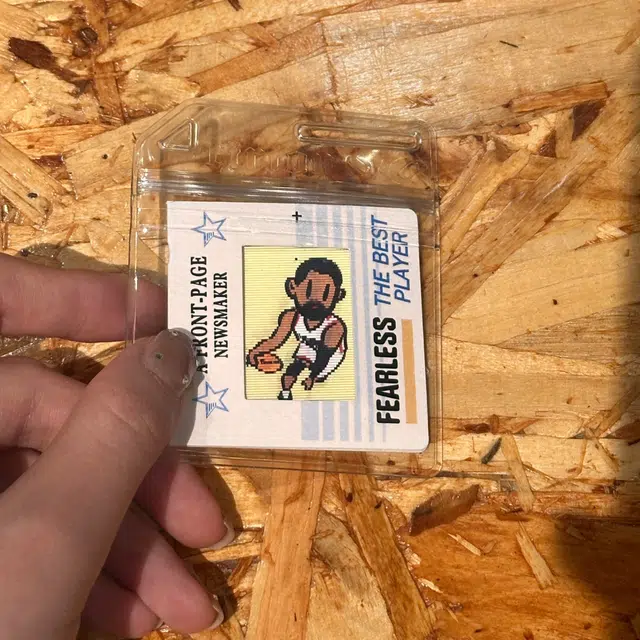 FRONT-PAGE
NEWSMAKER
FEARLESS THE BEST
PLAYER